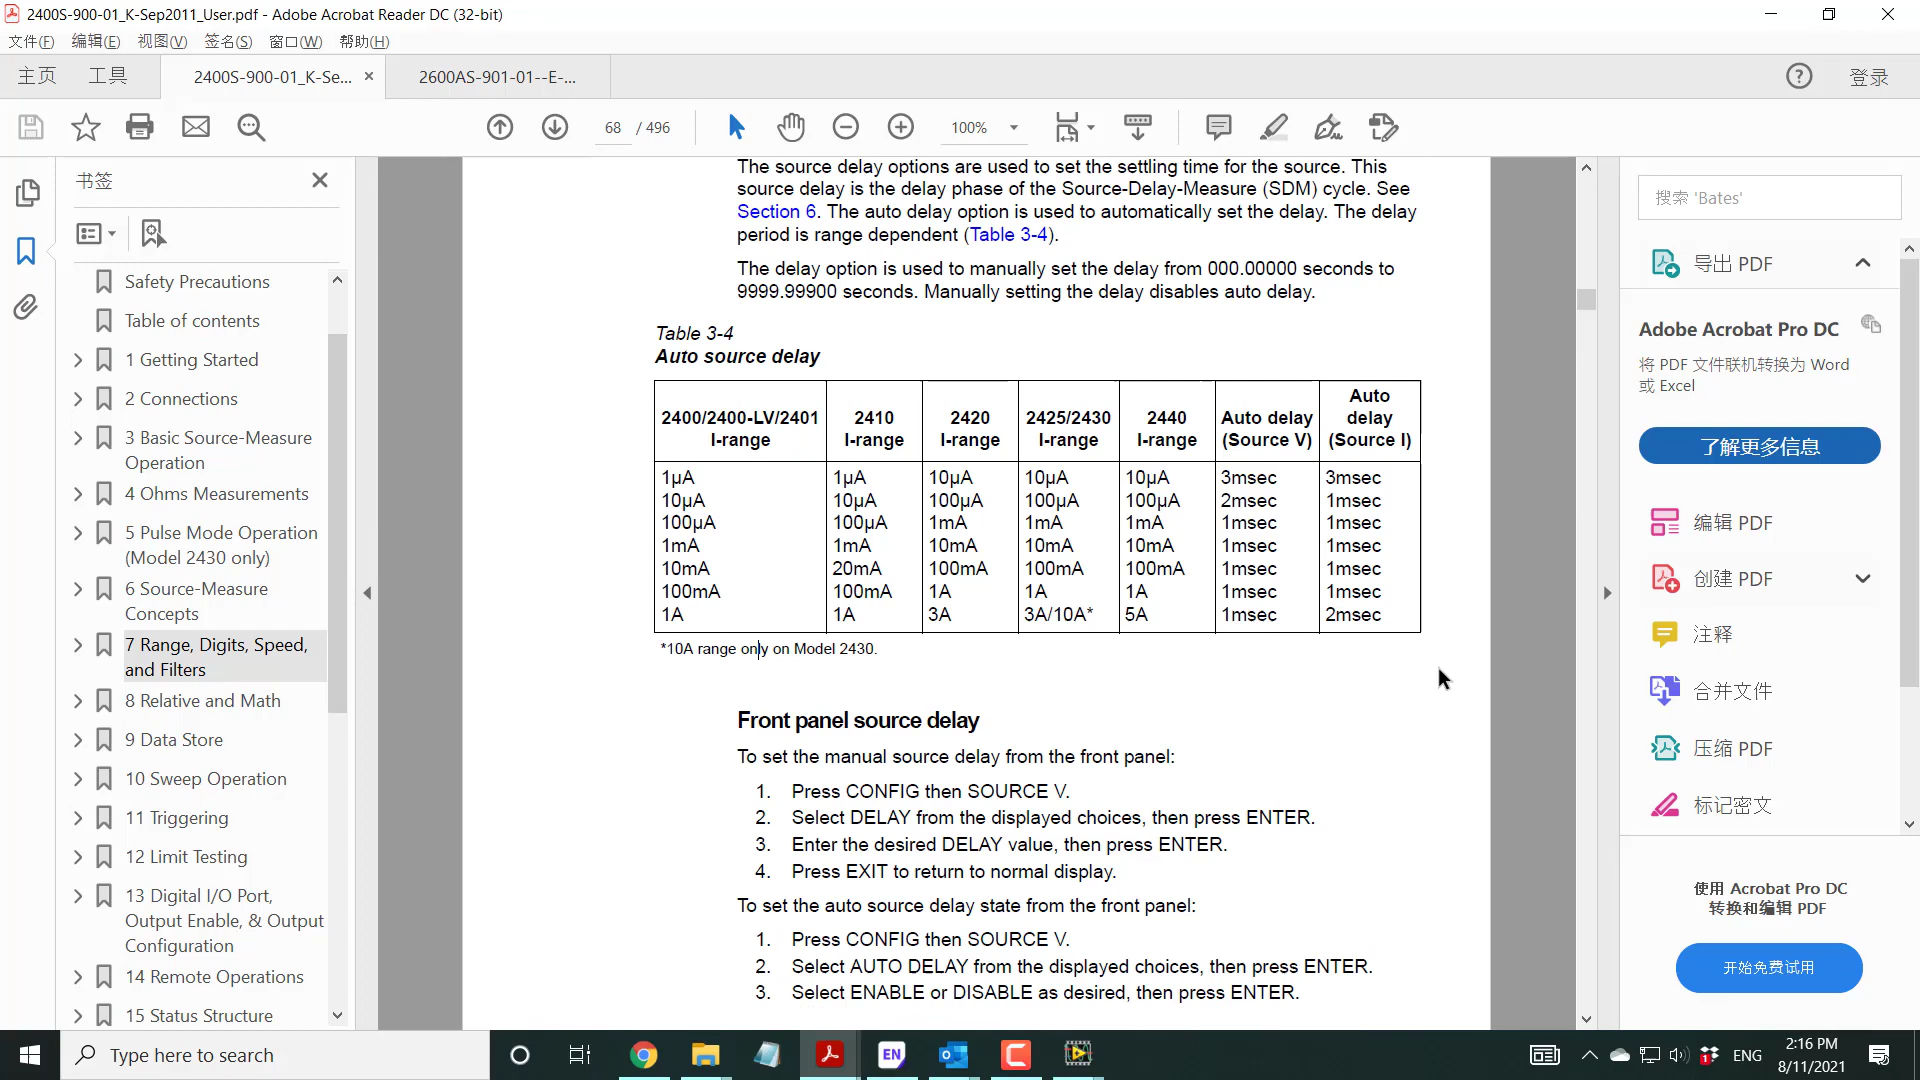 2400S-900-01_K-Sep2011_User.pdf - Adobe Acrobat Reader DC (32-bit)
文件(F) 编辑(E) 视图(V) 签名(S) 窗口(W) 帮助(H)
主页 工具 2400S-900-01_K-Se... × 2600AS-901-01--E-... 登录
68 / 496 100%
书签
Safety Precautions
Table of contents
1 Getting Started
2 Connections
3 Basic Source-Measure
Operation
4 Ohms Measurements
5 Pulse Mode Operation
(Model 2430 only)
6 Source-Measure
Concepts
7 Range, Digits, Speed,
and Filters
8 Relative and Math
9 Data Store
10 Sweep Operation
11 Triggering
12 Limit Testing
13 Digital I/O Port,
Output Enable, & Output
Configuration
14 Remote Operations
15 Status Structure
The source delay options are used to set the settling time for the source. This
source delay is the delay phase of the Source-Delay-Measure (SDM) cycle. See
Section 6. The auto delay option is used to automatically set the delay. The delay
period is range dependent (Table 3-4).
The delay option is used to manually set the delay from 000.00000 seconds to
9999.99900 seconds. Manually setting the delay disables auto delay.
Table 3-4
Auto source delay
2400/2400-LV/2401 I-range 2410 I-range 2420 I-range 2425/2430 I-range 2440 I-range Auto delay (Source V) Auto delay (Source I)
1µA 1µA 10µA 10µA 10µA 3msec 3msec
10µA 10µA 100µA 100µA 100µA 2msec 1msec
100µA 100µA 1mA 1mA 1mA 1msec 1msec
1mA 1mA 10mA 10mA 10mA 1msec 1msec
10mA 20mA 100mA 100mA 100mA 1msec 1msec
100mA 100mA 1A 1A 1A 1msec 1msec
1A 1A 3A 3A/10A* 5A 1msec 2msec
*10A range only on Model 2430.
Front panel source delay
To set the manual source delay from the front panel:
1. Press CONFIG then SOURCE V.
2. Select DELAY from the displayed choices, then press ENTER.
3. Enter the desired DELAY value, then press ENTER.
4. Press EXIT to return to normal display.
To set the auto source delay state from the front panel:
1. Press CONFIG then SOURCE V.
2. Select AUTO DELAY from the displayed choices, then press ENTER.
3. Select ENABLE or DISABLE as desired, then press ENTER.
搜索 'Bates'
导出 PDF
Adobe Acrobat Pro DC
将 PDF 文件联机转换为 Word
或 Excel
了解更多信息
编辑 PDF
创建 PDF
注释
合并文件
压缩 PDF
标记密文
使用 Acrobat Pro DC
转换和编辑 PDF
开始免费试用
Type here to search
EN
1
ENG
2:16 PM
8/11/2021